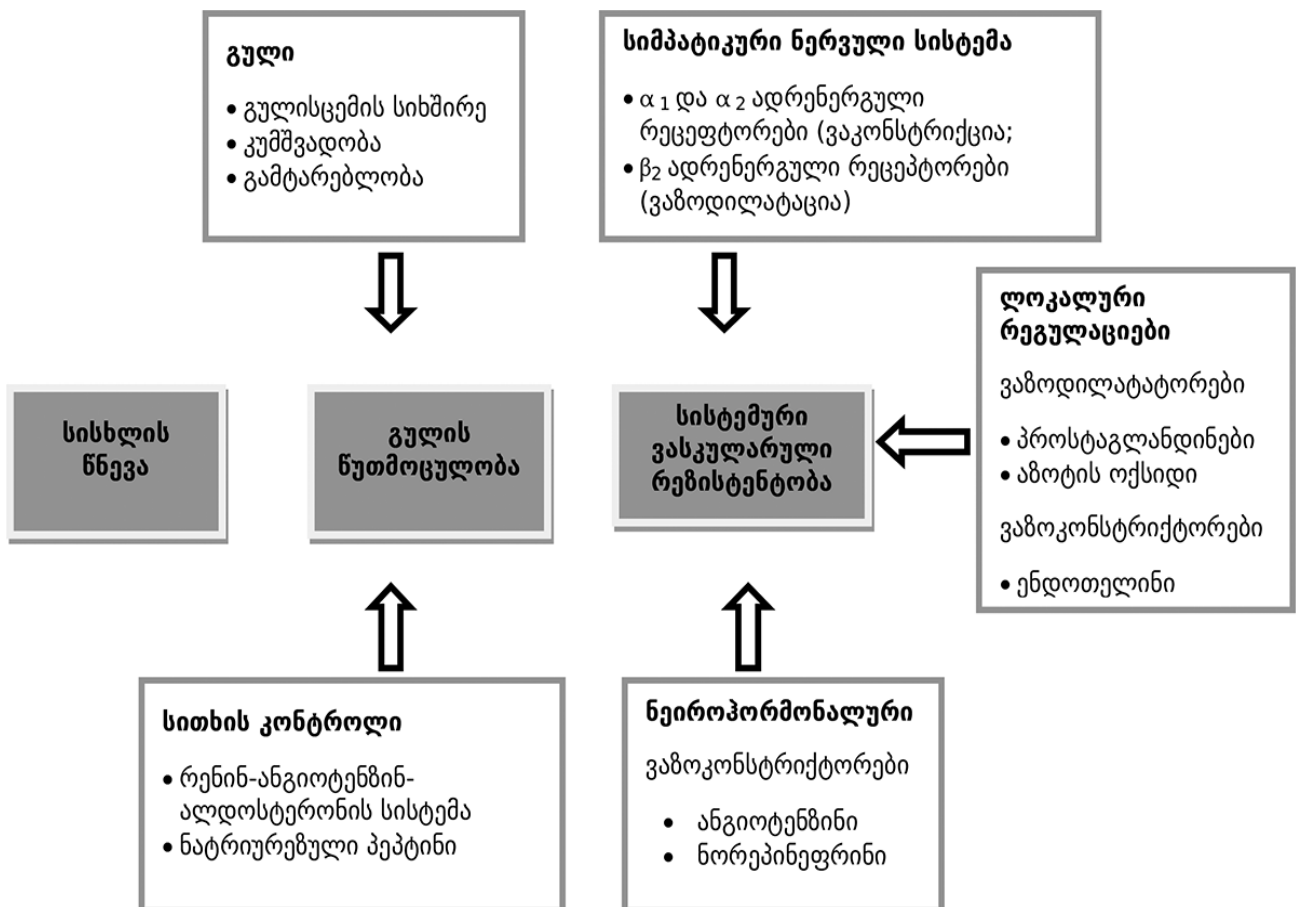 გული
• გულისცემის სიხშირე
• კუმშვადობა
• გამტარებლობა
სიმპატიკური ნერვული სისტემა
• α 1 და α 2 ადრენერგული
რეცეფტორები (ვაკონსტრიქცია;
• β2 ადრენერგული რეცეპტორები
(ვაზოდილატაცია)
ლოკალური
რეგულაციები
ვაზოდილატატორები
• პროსტაგლანდინები
• აზოტის ოქსიდი
ვაზოკონსტრიქტორები
• ენდოთელინი
სისხლის
წნევა
გულის
წუთმოცულობა
სისტემური
ვასკულარული
რეზისტენტობა
სითხის კონტროლი
• რენინ-ანგიოტენზინ-
ალდოსტერონის სისტემა
• ნატრიურეზული პეპტინი
ნეიროჰორმონალური
ვაზოკონსტრიქტორები
• ანგიოტენზინი
• ნორეპინეფრინი